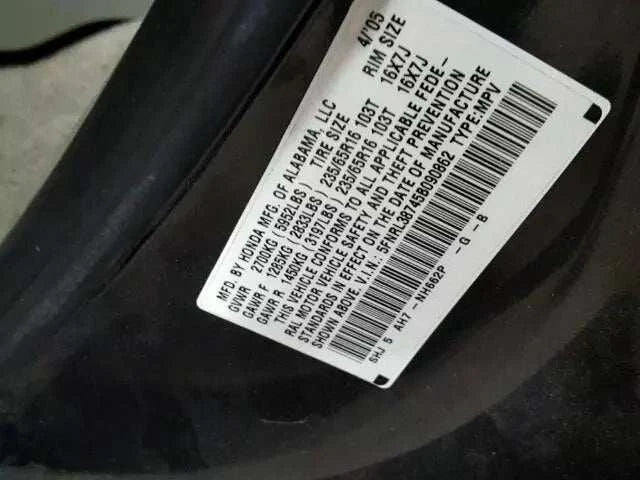 MFD. BY HONDA MFG. OF ALABAMA, LLC 4/'05
GVWR 2700KG (5952LBS) TIRE SIZE RIM SIZE
GAWR F 1285KG (2833LBS) 235/65R16 103T 16X7J
GAWR R 1450KG (3197LBS) 235/65R16 103T 16X7J
THIS VEHICLE CONFORMS TO ALL APPLICABLE FEDE-
RAL MOTOR VEHICLE SAFETY AND THEFT PREVENTION
STANDARDS IN EFFECT ON THE DATE OF MANUFACTURE
SHOWN ABOVE. V.I.N.: 5FNRL38745B090862 TYPE:MPV
SHJ 5 AH7 - NH662P - G - B